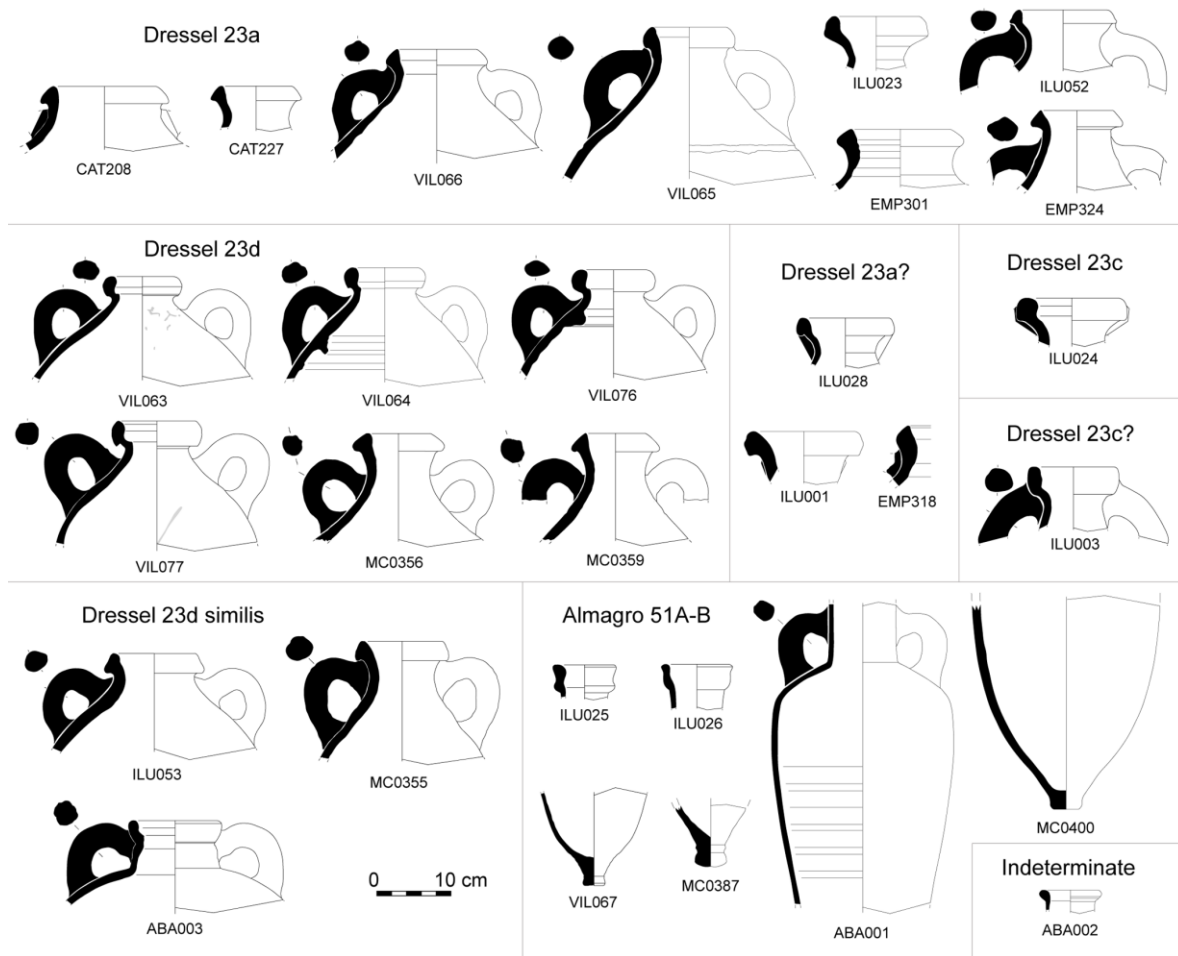 Dressel 23a
CAT208
CAT227
VIL066
VIL065
ILU023
ILU052
EMP301
EMP324
Dressel 23d
VIL063
VIL064
VIL076
VIL077
MC0356
MC0359
Dressel 23a?
ILU028
ILU001
EMP318
Dressel 23c
ILU024
Dressel 23c?
ILU003
Dressel 23d similis
ILU053
MC0355
ABA003
0 10 cm
Almagro 51A-B
ILU025
ILU026
VIL067
MC0387
ABA001
MC0400
Indeterminate
ABA002